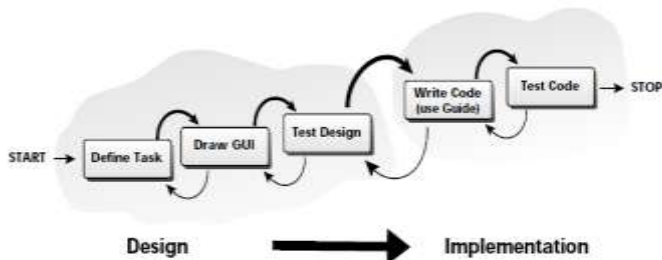 START
Define Task
Draw GUI
Test Design
Write Code
(use Guide)
Test Code
STOP
Design
Implementation